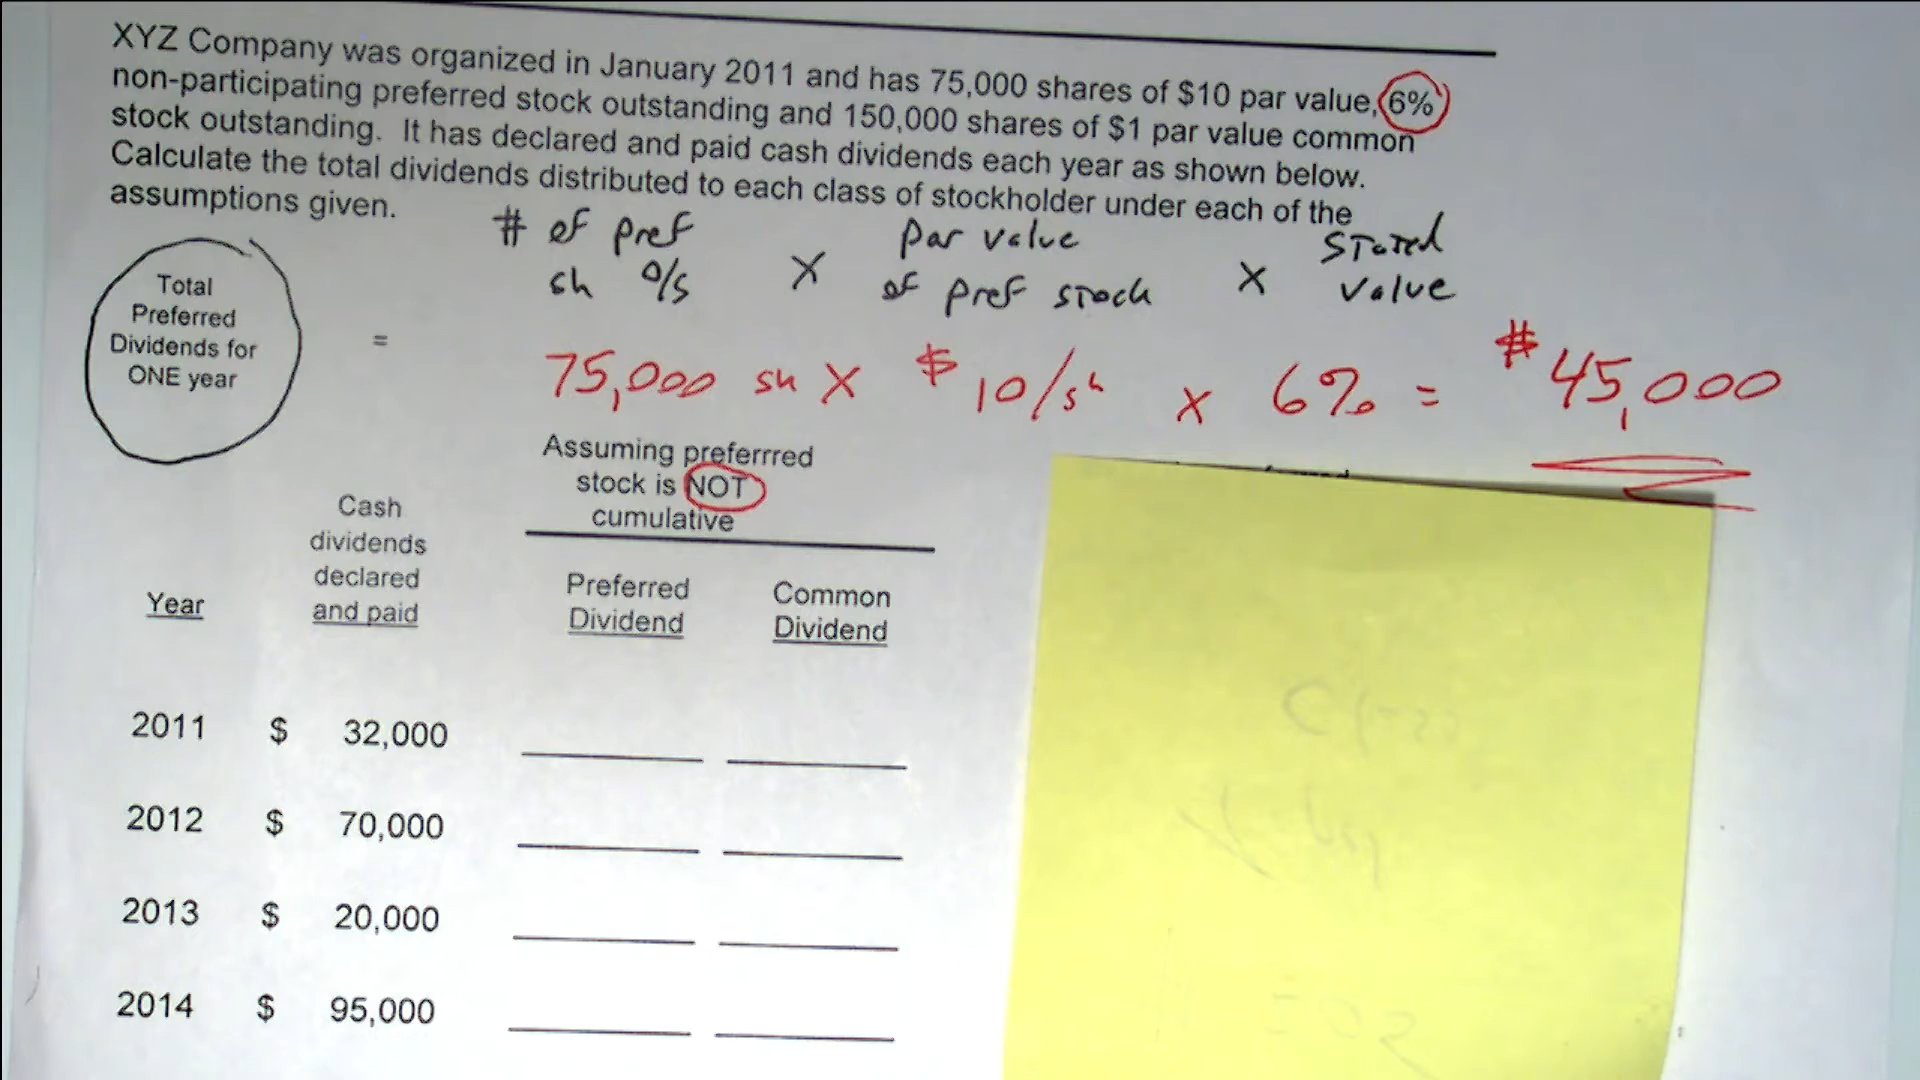 XYZ Company was organized in January 2011 and has 75,000 shares of $10 par value, 6%
non-participating preferred stock outstanding and 150,000 shares of $1 par value common
stock outstanding. It has declared and paid cash dividends each year as shown below.
Calculate the total dividends distributed to each class of stockholder under each of the
assumptions given.
# of pref sh o/s X Par value of pref stock X Stated value
Total
Preferred
Dividends for
ONE year
=
75,000 sh X $10/sh X 6% = $45,000
Assuming preferrred
stock is NOT
cumulative
Cash
dividends
declared
and paid
Year
Preferred
Dividend
Common
Dividend
2011 $ 32,000
2012 $ 70,000
2013 $ 20,000
2014 $ 95,000